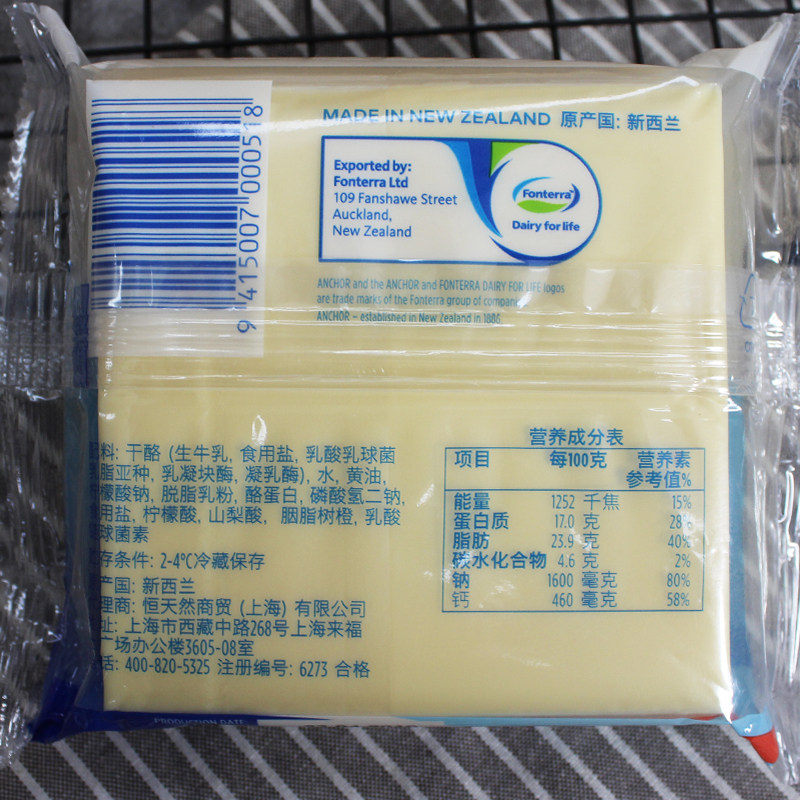 MADE IN NEW ZEALAND 原产国: 新西兰
Exported by:
Fonterra Ltd
109 Fanshawe Street
Auckland,
New Zealand
Fonterra
Dairy for life
ANCHOR and the ANCHOR and FONTERRA DAIRY FOR LIFE logos
are trade marks of the Fonterra group of companies
ANCHOR – established in New Zealand in 1886.
9 415007 000518
料: 干酪 (生牛乳, 食用盐, 乳酸乳球菌
脂亚种, 乳凝块酶, 凝乳酶), 水, 黄油,
檬酸钠, 脱脂乳粉, 酪蛋白, 磷酸氢二钠,
用盐, 柠檬酸, 山梨酸, 胭脂树橙, 乳酸
球菌素
存条件: 2-4℃冷藏保存
产国: 新西兰
理商: 恒天然商贸 (上海) 有限公司
址: 上海市西藏中路268号上海来福
广场办公楼3605-08室
话: 400-820-5325 注册编号: 6273 合格
营养成分表
项目 每100克 营养素
参考值%
能量 1252 千焦 15%
蛋白质 17.0 克 28%
脂肪 23.9 克 40%
碳水化合物 4.6 克 2%
钠 1600 毫克 80%
钙 460 毫克 58%
PRODUCTION DATE: